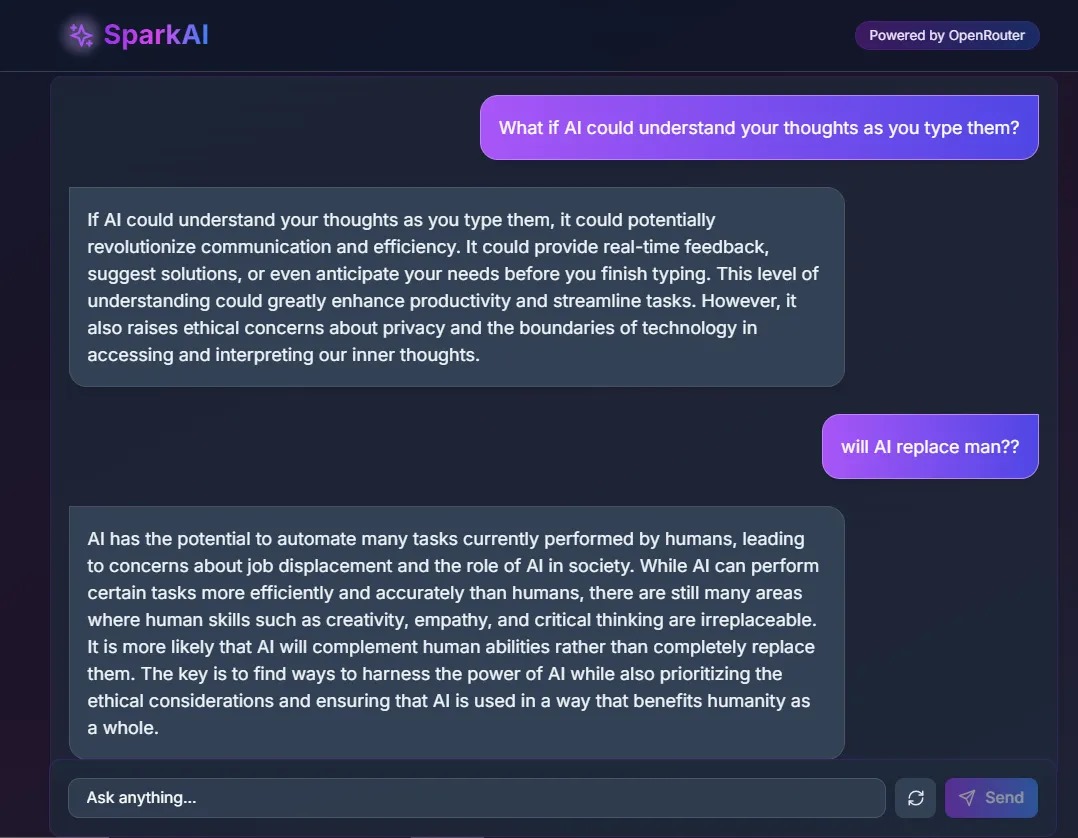 SparkAI
Powered by OpenRouter
What if AI could understand your thoughts as you type them?
If AI could understand your thoughts as you type them, it could potentially
revolutionize communication and efficiency. It could provide real-time feedback,
suggest solutions, or even anticipate your needs before you finish typing. This level of
understanding could greatly enhance productivity and streamline tasks. However, it
also raises ethical concerns about privacy and the boundaries of technology in
accessing and interpreting our inner thoughts.
will AI replace man??
AI has the potential to automate many tasks currently performed by humans, leading
to concerns about job displacement and the role of AI in society. While AI can perform
certain tasks more efficiently and accurately than humans, there are still many areas
where human skills such as creativity, empathy, and critical thinking are irreplaceable.
It is more likely that AI will complement human abilities rather than completely replace
them. The key is to find ways to harness the power of AI while also prioritizing the
ethical considerations and ensuring that AI is used in a way that benefits humanity as
a whole.
Ask anything...
Send